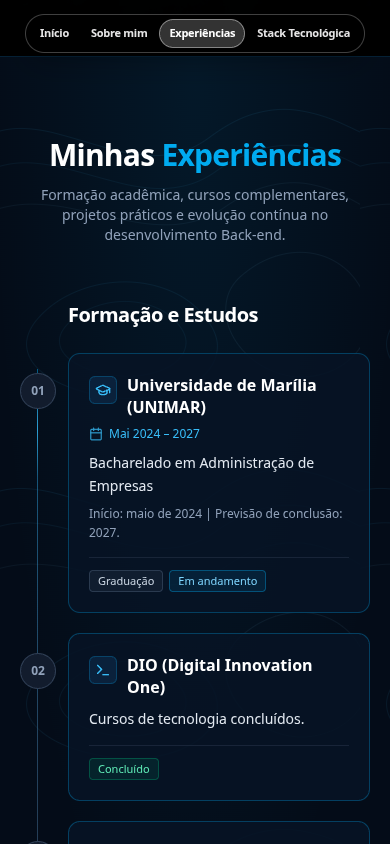 Início Sobre mim Experiências Stack Tecnológica
Minhas Experiências
Formação acadêmica, cursos complementares,
projetos práticos e evolução contínua no
desenvolvimento Back-end.
Formação e Estudos
01
Universidade de Marília
(UNIMAR)
Mai 2024 – 2027
Bacharelado em Administração de
Empresas
Início: maio de 2024 | Previsão de conclusão:
2027.
Graduação Em andamento
02
DIO (Digital Innovation
One)
Cursos de tecnologia concluídos.
Concluído